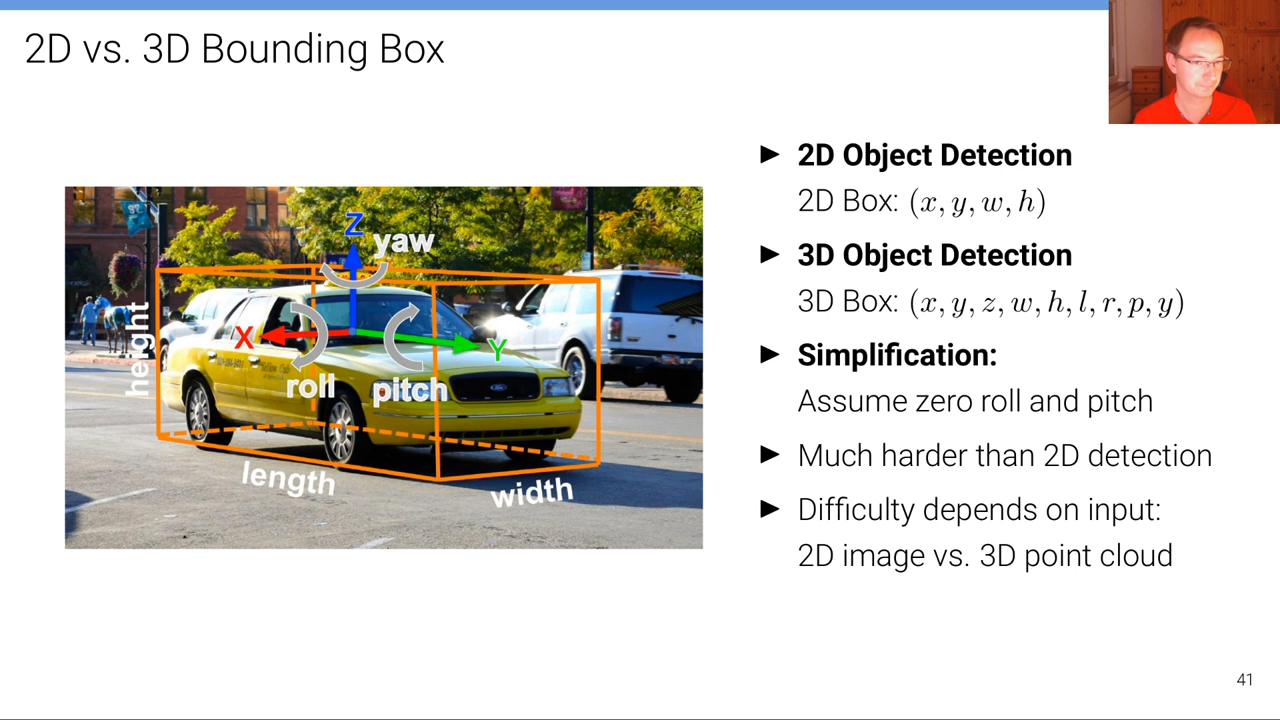 2D vs. 3D Bounding Box
Z
yaw
height
X
Y
roll
pitch
length
width
► 2D Object Detection
2D Box: (x, y, w, h)
► 3D Object Detection
3D Box: (x, y, z, w, h, l, r, p, y)
► Simplification:
Assume zero roll and pitch
► Much harder than 2D detection
► Difficulty depends on input:
2D image vs. 3D point cloud
41